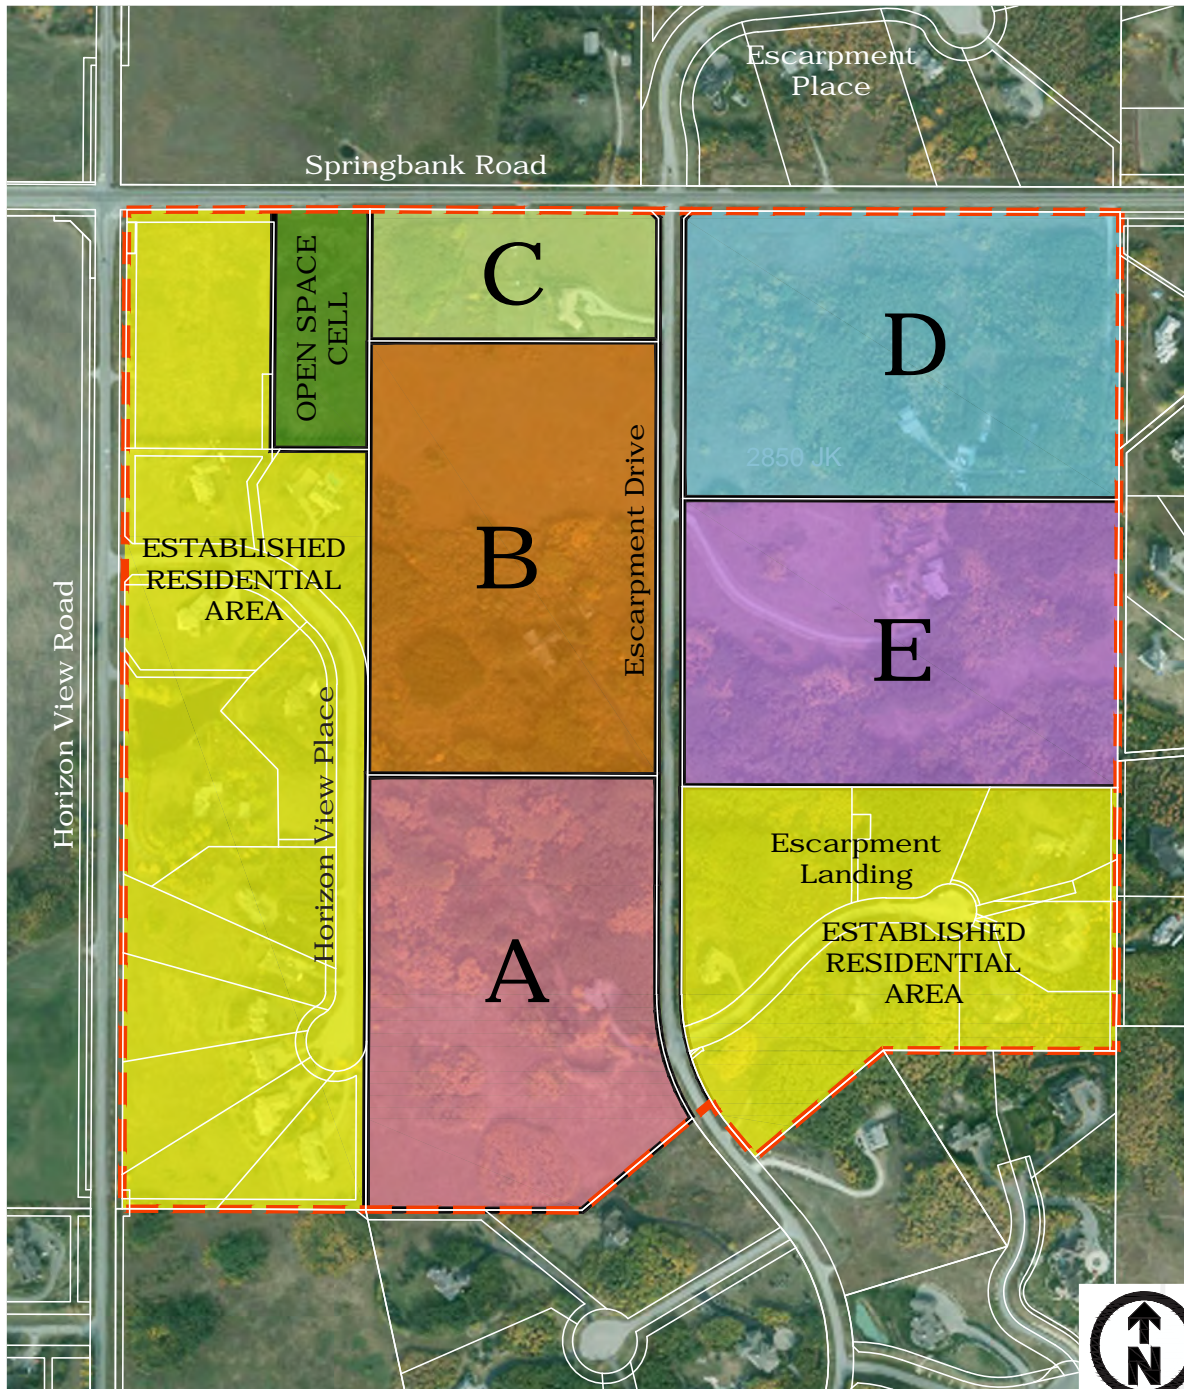 Escarpment
Place
Springbank Road
OPEN SPACE
CELL
C
D
2850 JK
B
Escarpment Drive
ESTABLISHED
RESIDENTIAL
AREA
E
Horizon View Road
Horizon View Place
Escarpment
Landing
A
ESTABLISHED
RESIDENTIAL
AREA
N